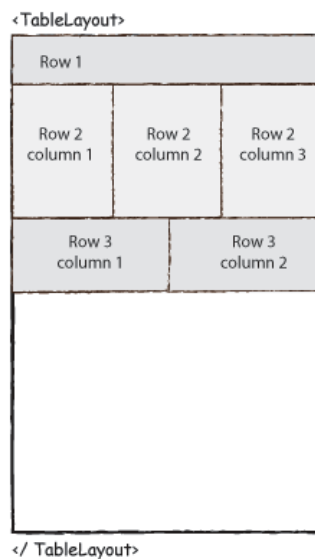 <TableLayout>
Row 1
Row 2
column 1
Row 2
column 2
Row 2
column 3
Row 3
column 1
Row 3
column 2
</ TableLayout>